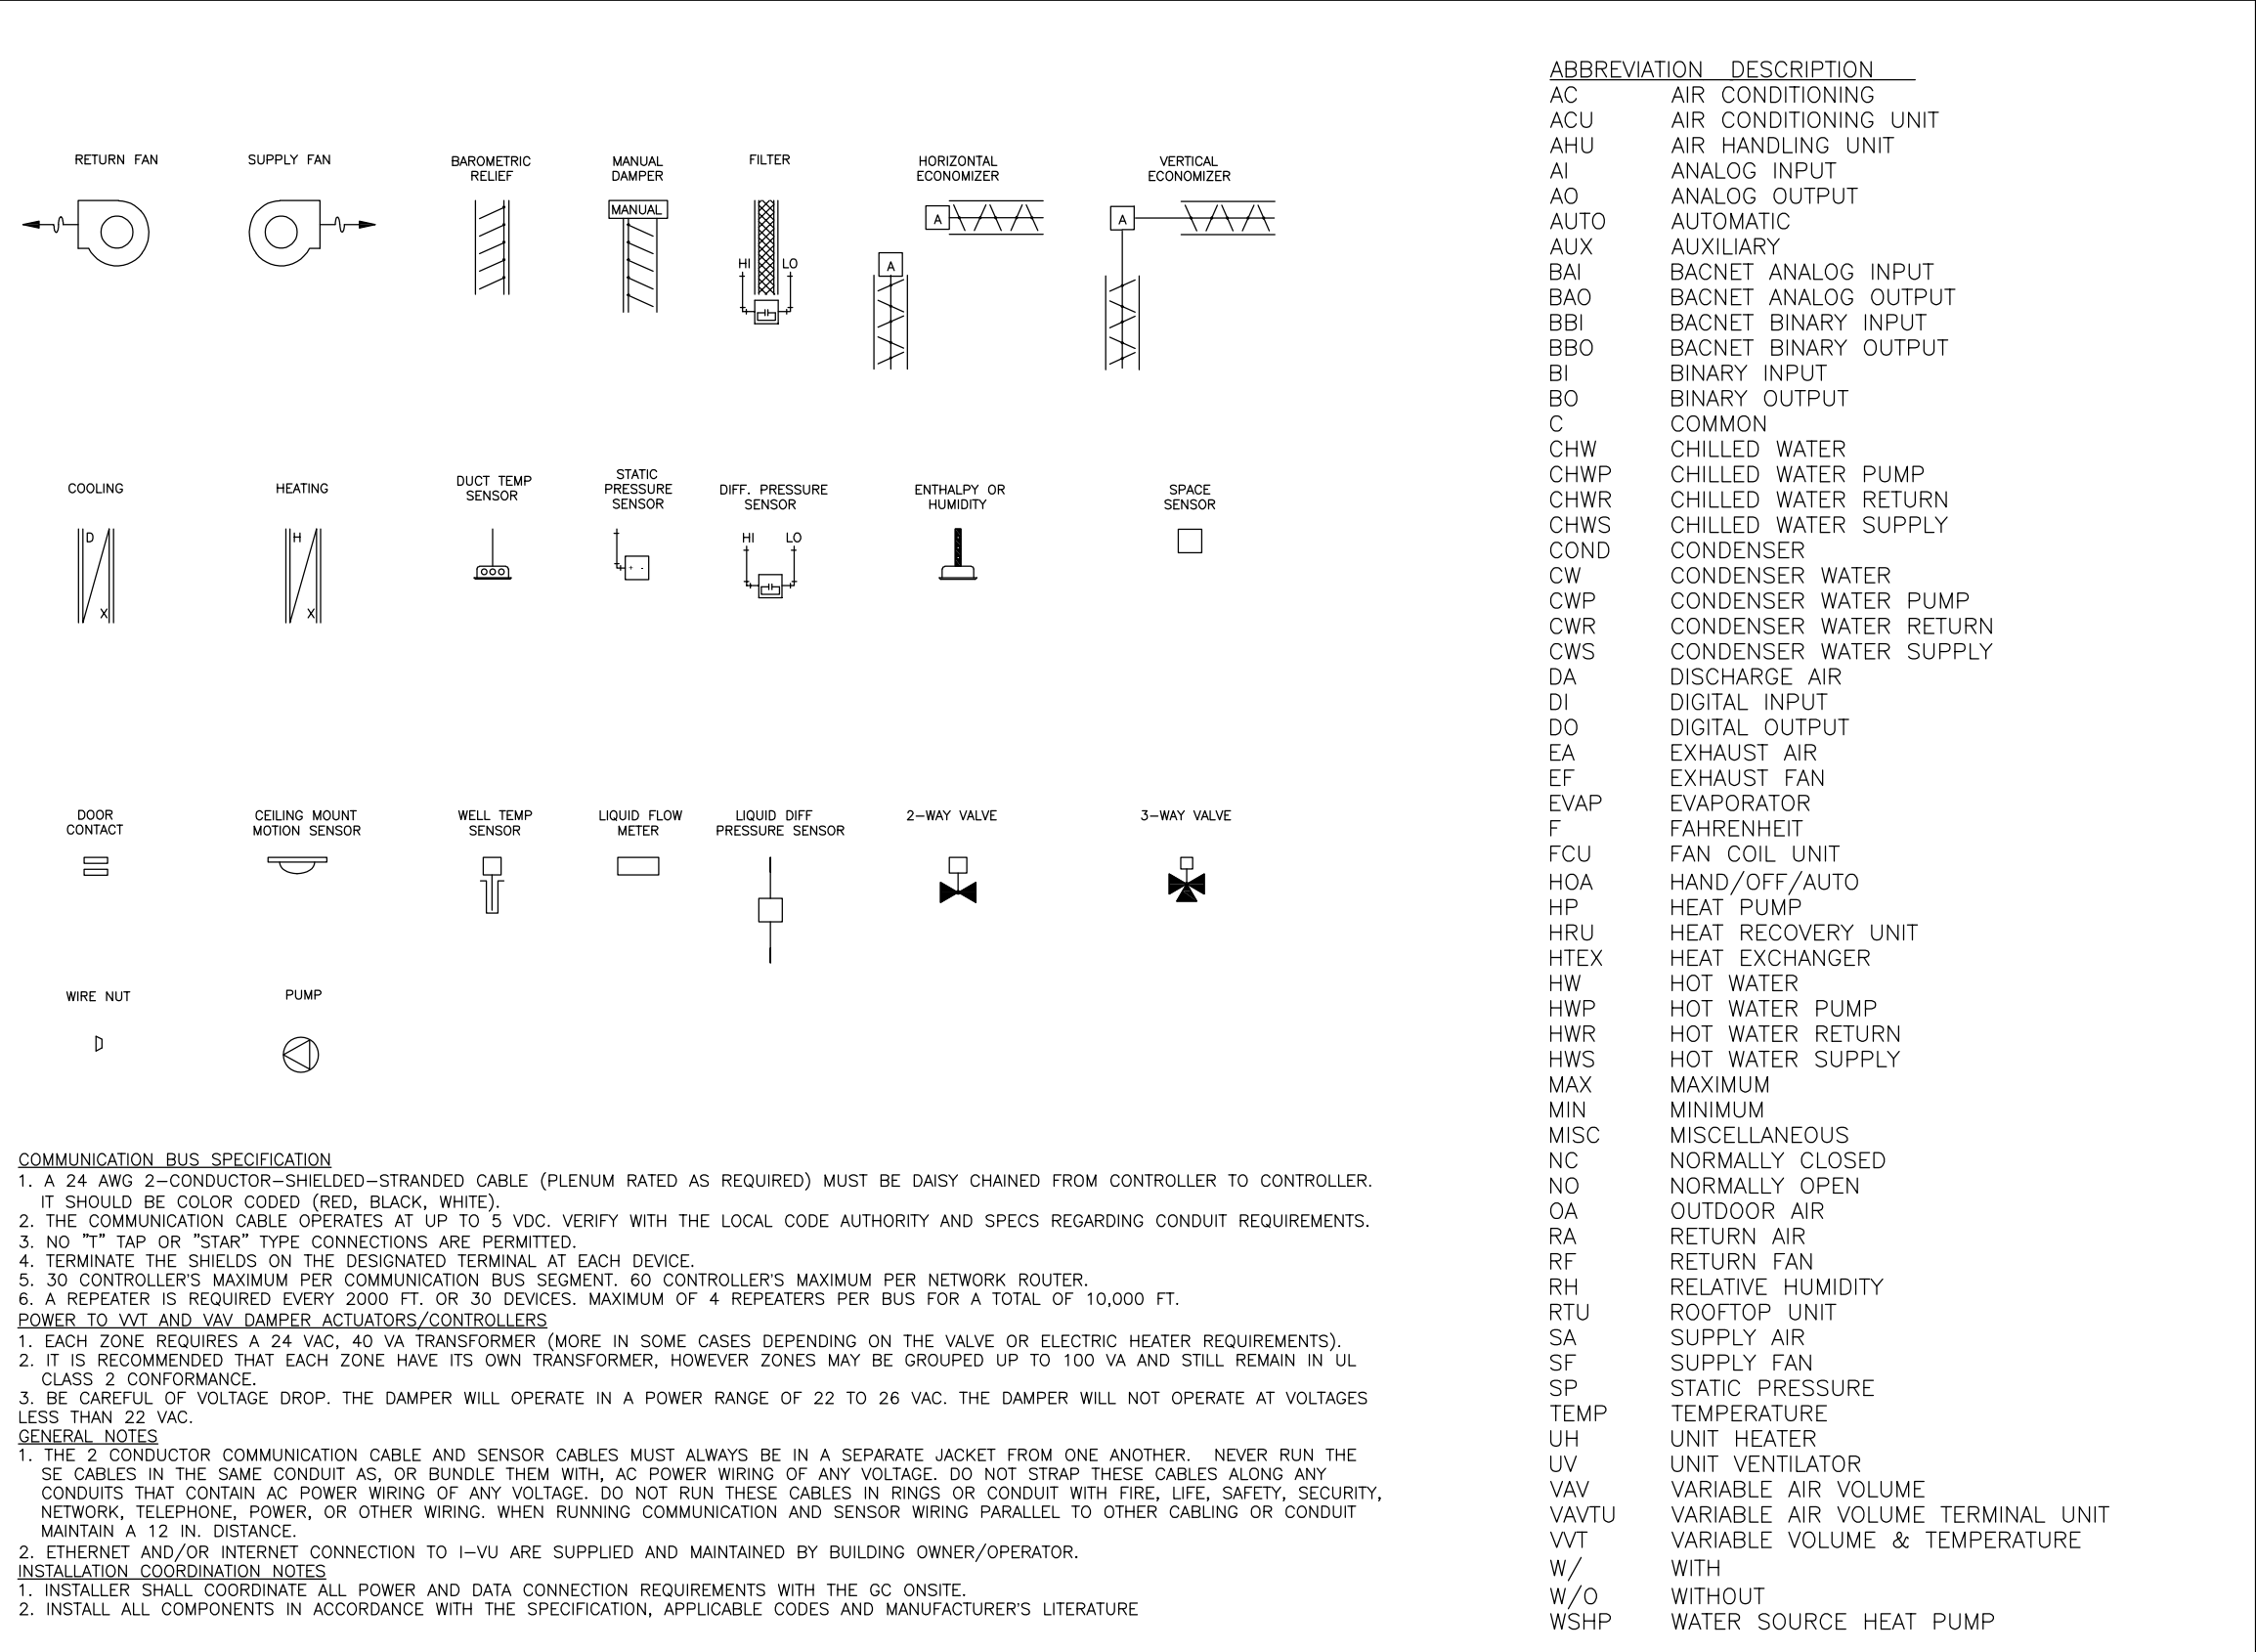 RETURN FAN
SUPPLY FAN
BAROMETRIC
RELIEF
MANUAL
DAMPER
MANUAL
FILTER
HI LO
HORIZONTAL
ECONOMIZER
A
A
VERTICAL
ECONOMIZER
A
COOLING
D
X
HEATING
H
X
DUCT TEMP
SENSOR
STATIC
PRESSURE
SENSOR
+ -
DIFF. PRESSURE
SENSOR
HI LO
ENTHALPY OR
HUMIDITY
SPACE
SENSOR
DOOR
CONTACT
CEILING MOUNT
MOTION SENSOR
WELL TEMP
SENSOR
LIQUID FLOW
METER
LIQUID DIFF
PRESSURE SENSOR
2-WAY VALVE
3-WAY VALVE
WIRE NUT
PUMP
COMMUNICATION BUS SPECIFICATION
1. A 24 AWG 2-CONDUCTOR-SHIELDED-STRANDED CABLE (PLENUM RATED AS REQUIRED) MUST BE DAISY CHAINED FROM CONTROLLER TO CONTROLLER.
IT SHOULD BE COLOR CODED (RED, BLACK, WHITE).
2. THE COMMUNICATION CABLE OPERATES AT UP TO 5 VDC. VERIFY WITH THE LOCAL CODE AUTHORITY AND SPECS REGARDING CONDUIT REQUIREMENTS.
3. NO "T" TAP OR "STAR" TYPE CONNECTIONS ARE PERMITTED.
4. TERMINATE THE SHIELDS ON THE DESIGNATED TERMINAL AT EACH DEVICE.
5. 30 CONTROLLER'S MAXIMUM PER COMMUNICATION BUS SEGMENT. 60 CONTROLLER'S MAXIMUM PER NETWORK ROUTER.
6. A REPEATER IS REQUIRED EVERY 2000 FT. OR 30 DEVICES. MAXIMUM OF 4 REPEATERS PER BUS FOR A TOTAL OF 10,000 FT.
POWER TO VVT AND VAV DAMPER ACTUATORS/CONTROLLERS
1. EACH ZONE REQUIRES A 24 VAC, 40 VA TRANSFORMER (MORE IN SOME CASES DEPENDING ON THE VALVE OR ELECTRIC HEATER REQUIREMENTS).
2. IT IS RECOMMENDED THAT EACH ZONE HAVE ITS OWN TRANSFORMER, HOWEVER ZONES MAY BE GROUPED UP TO 100 VA AND STILL REMAIN IN UL
CLASS 2 CONFORMANCE.
3. BE CAREFUL OF VOLTAGE DROP. THE DAMPER WILL OPERATE IN A POWER RANGE OF 22 TO 26 VAC. THE DAMPER WILL NOT OPERATE AT VOLTAGES
LESS THAN 22 VAC.
GENERAL NOTES
1. THE 2 CONDUCTOR COMMUNICATION CABLE AND SENSOR CABLES MUST ALWAYS BE IN A SEPARATE JACKET FROM ONE ANOTHER. NEVER RUN THE
SE CABLES IN THE SAME CONDUIT AS, OR BUNDLE THEM WITH, AC POWER WIRING OF ANY VOLTAGE. DO NOT STRAP THESE CABLES ALONG ANY
CONDUITS THAT CONTAIN AC POWER WIRING OF ANY VOLTAGE. DO NOT RUN THESE CABLES IN RINGS OR CONDUIT WITH FIRE, LIFE, SAFETY, SECURITY,
NETWORK, TELEPHONE, POWER, OR OTHER WIRING. WHEN RUNNING COMMUNICATION AND SENSOR WIRING PARALLEL TO OTHER CABLING OR CONDUIT
MAINTAIN A 12 IN. DISTANCE.
2. ETHERNET AND/OR INTERNET CONNECTION TO I-VU ARE SUPPLIED AND MAINTAINED BY BUILDING OWNER/OPERATOR.
INSTALLATION COORDINATION NOTES
1. INSTALLER SHALL COORDINATE ALL POWER AND DATA CONNECTION REQUIREMENTS WITH THE GC ONSITE.
2. INSTALL ALL COMPONENTS IN ACCORDANCE WITH THE SPECIFICATION, APPLICABLE CODES AND MANUFACTURER'S LITERATURE
ABBREVIATION DESCRIPTION
AC AIR CONDITIONING
ACU AIR CONDITIONING UNIT
AHU AIR HANDLING UNIT
AI ANALOG INPUT
AO ANALOG OUTPUT
AUTO AUTOMATIC
AUX AUXILIARY
BAI BACNET ANALOG INPUT
BAO BACNET ANALOG OUTPUT
BBI BACNET BINARY INPUT
BBO BACNET BINARY OUTPUT
BI BINARY INPUT
BO BINARY OUTPUT
C COMMON
CHW CHILLED WATER
CHWP CHILLED WATER PUMP
CHWR CHILLED WATER RETURN
CHWS CHILLED WATER SUPPLY
COND CONDENSER
CW CONDENSER WATER
CWP CONDENSER WATER PUMP
CWR CONDENSER WATER RETURN
CWS CONDENSER WATER SUPPLY
DA DISCHARGE AIR
DI DIGITAL INPUT
DO DIGITAL OUTPUT
EA EXHAUST AIR
EF EXHAUST FAN
EVAP EVAPORATOR
F FAHRENHEIT
FCU FAN COIL UNIT
HOA HAND/OFF/AUTO
HP HEAT PUMP
HRU HEAT RECOVERY UNIT
HTEX HEAT EXCHANGER
HW HOT WATER
HWP HOT WATER PUMP
HWR HOT WATER RETURN
HWS HOT WATER SUPPLY
MAX MAXIMUM
MIN MINIMUM
MISC MISCELLANEOUS
NC NORMALLY CLOSED
NO NORMALLY OPEN
OA OUTDOOR AIR
RA RETURN AIR
RF RETURN FAN
RH RELATIVE HUMIDITY
RTU ROOFTOP UNIT
SA SUPPLY AIR
SF SUPPLY FAN
SP STATIC PRESSURE
TEMP TEMPERATURE
UH UNIT HEATER
UV UNIT VENTILATOR
VAV VARIABLE AIR VOLUME
VAVTU VARIABLE AIR VOLUME TERMINAL UNIT
VVT VARIABLE VOLUME & TEMPERATURE
W/ WITH
W/O WITHOUT
WSHP WATER SOURCE HEAT PUMP